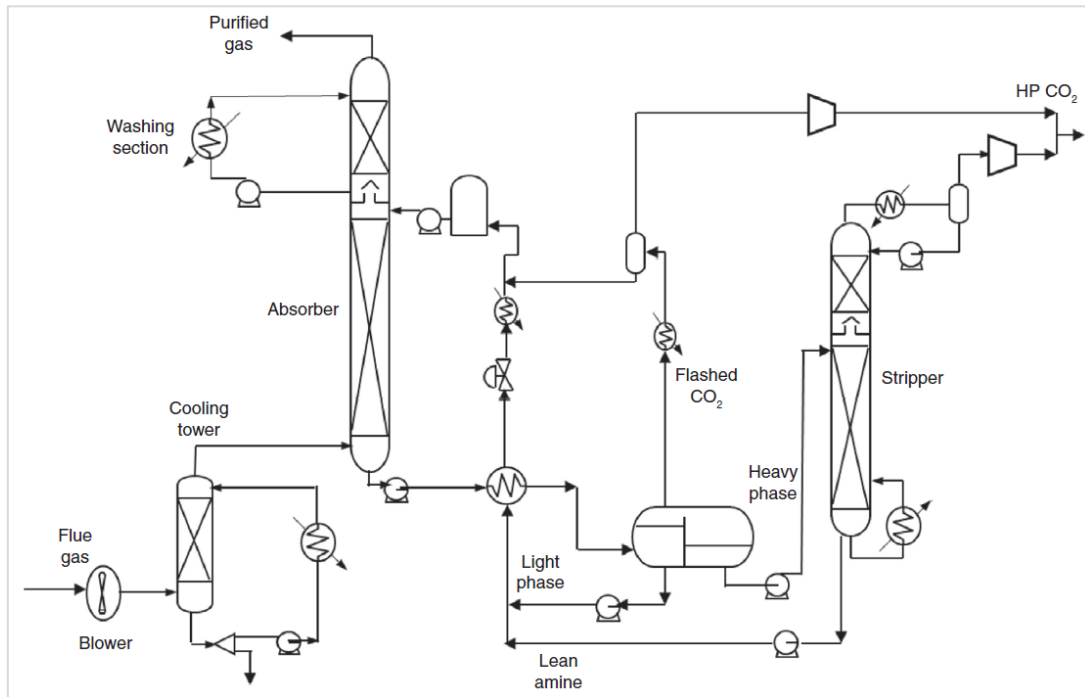 Purified
gas
HP CO₂
Washing
section
Absorber
Flashed
CO₂
Stripper
Cooling
tower
Heavy
phase
Flue
gas
Light
phase
Blower
Lean
amine